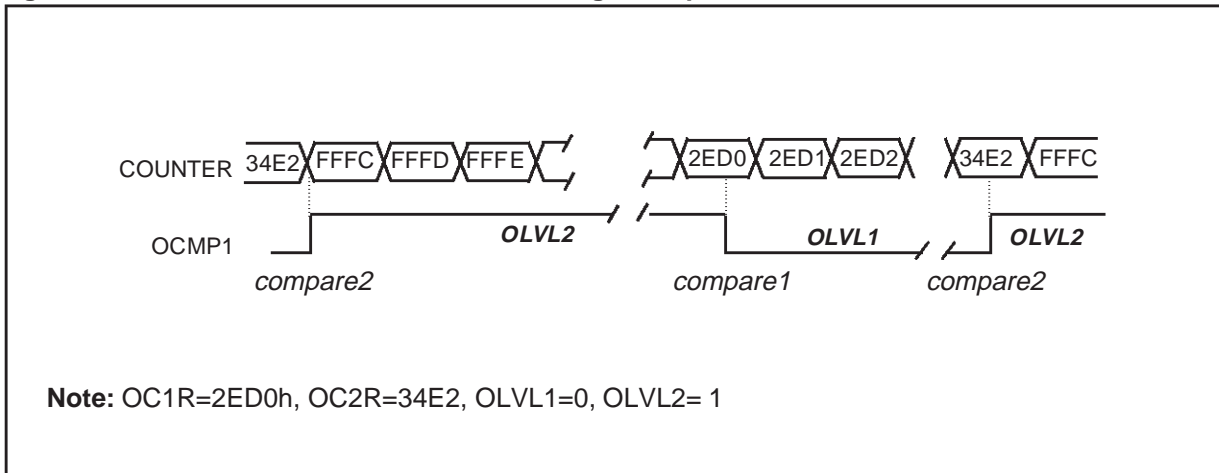 COUNTER 34E2 FFFC FFFD FFFE 2ED0 2ED1 2ED2 34E2 FFFC
OCMP1 OLVL2 OLVL1 OLVL2
compare2 compare1 compare2
Note: OC1R=2ED0h, OC2R=34E2, OLVL1=0, OLVL2= 1